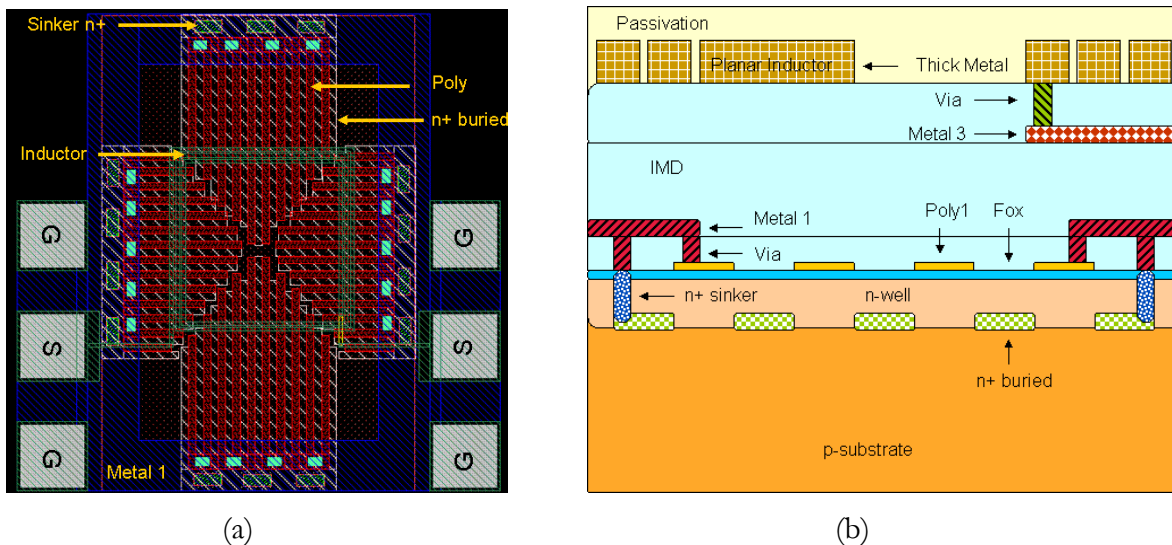 Sinker n+
Poly
n+ buried
Inductor
G
G
S
S
G
G
Metal 1
(a)
Passivation
Planar Inductor
Thick Metal
Via
Metal 3
IMD
Metal 1
Poly1
Fox
Via
n+ sinker
n-well
n+ buried
p-substrate
(b)